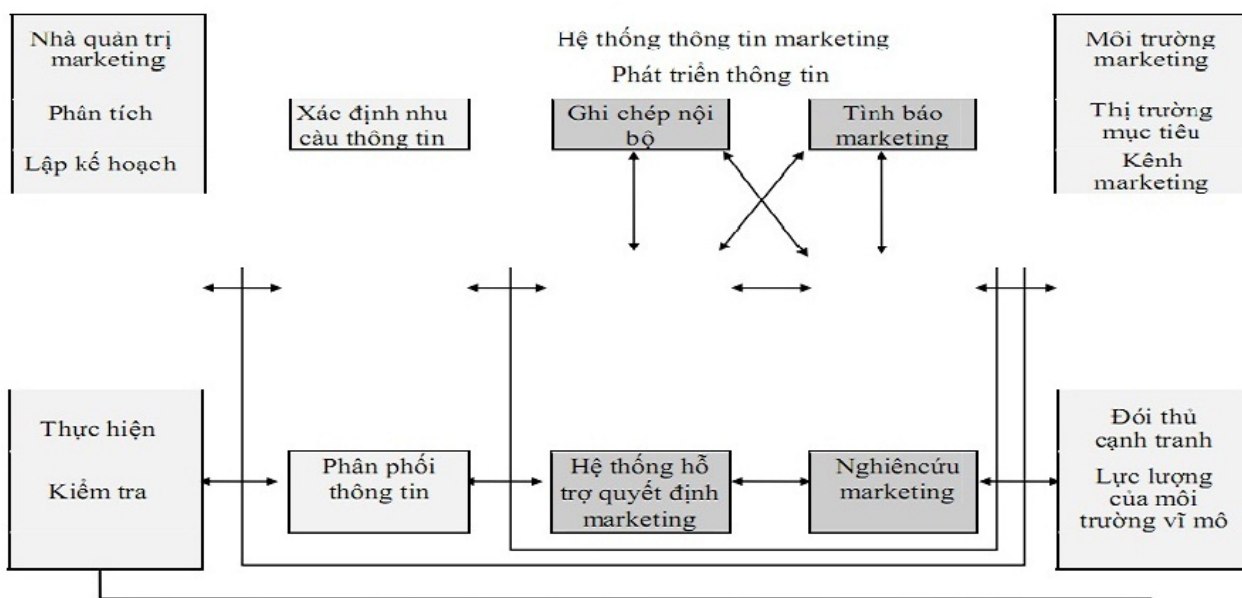 Nhà quản trị
marketing
Phân tích
Lập kế hoạch
Hệ thống thông tin marketing
Phát triển thông tin
Xác định nhu
càu thông tin
Ghi chép nội
bộ
Tình báo
marketing
Môi trường
marketing
Thị trường
mục tiêu
Kênh
marketing
Thực hiện
Kiểm tra
Phân phối
thông tin
Hệ thống hỗ
trợ quyết định
marketing
Nghiêncứu
marketing
Đói thủ
cạnh tranh
Lực lượng
của môi
trường vĩ mô